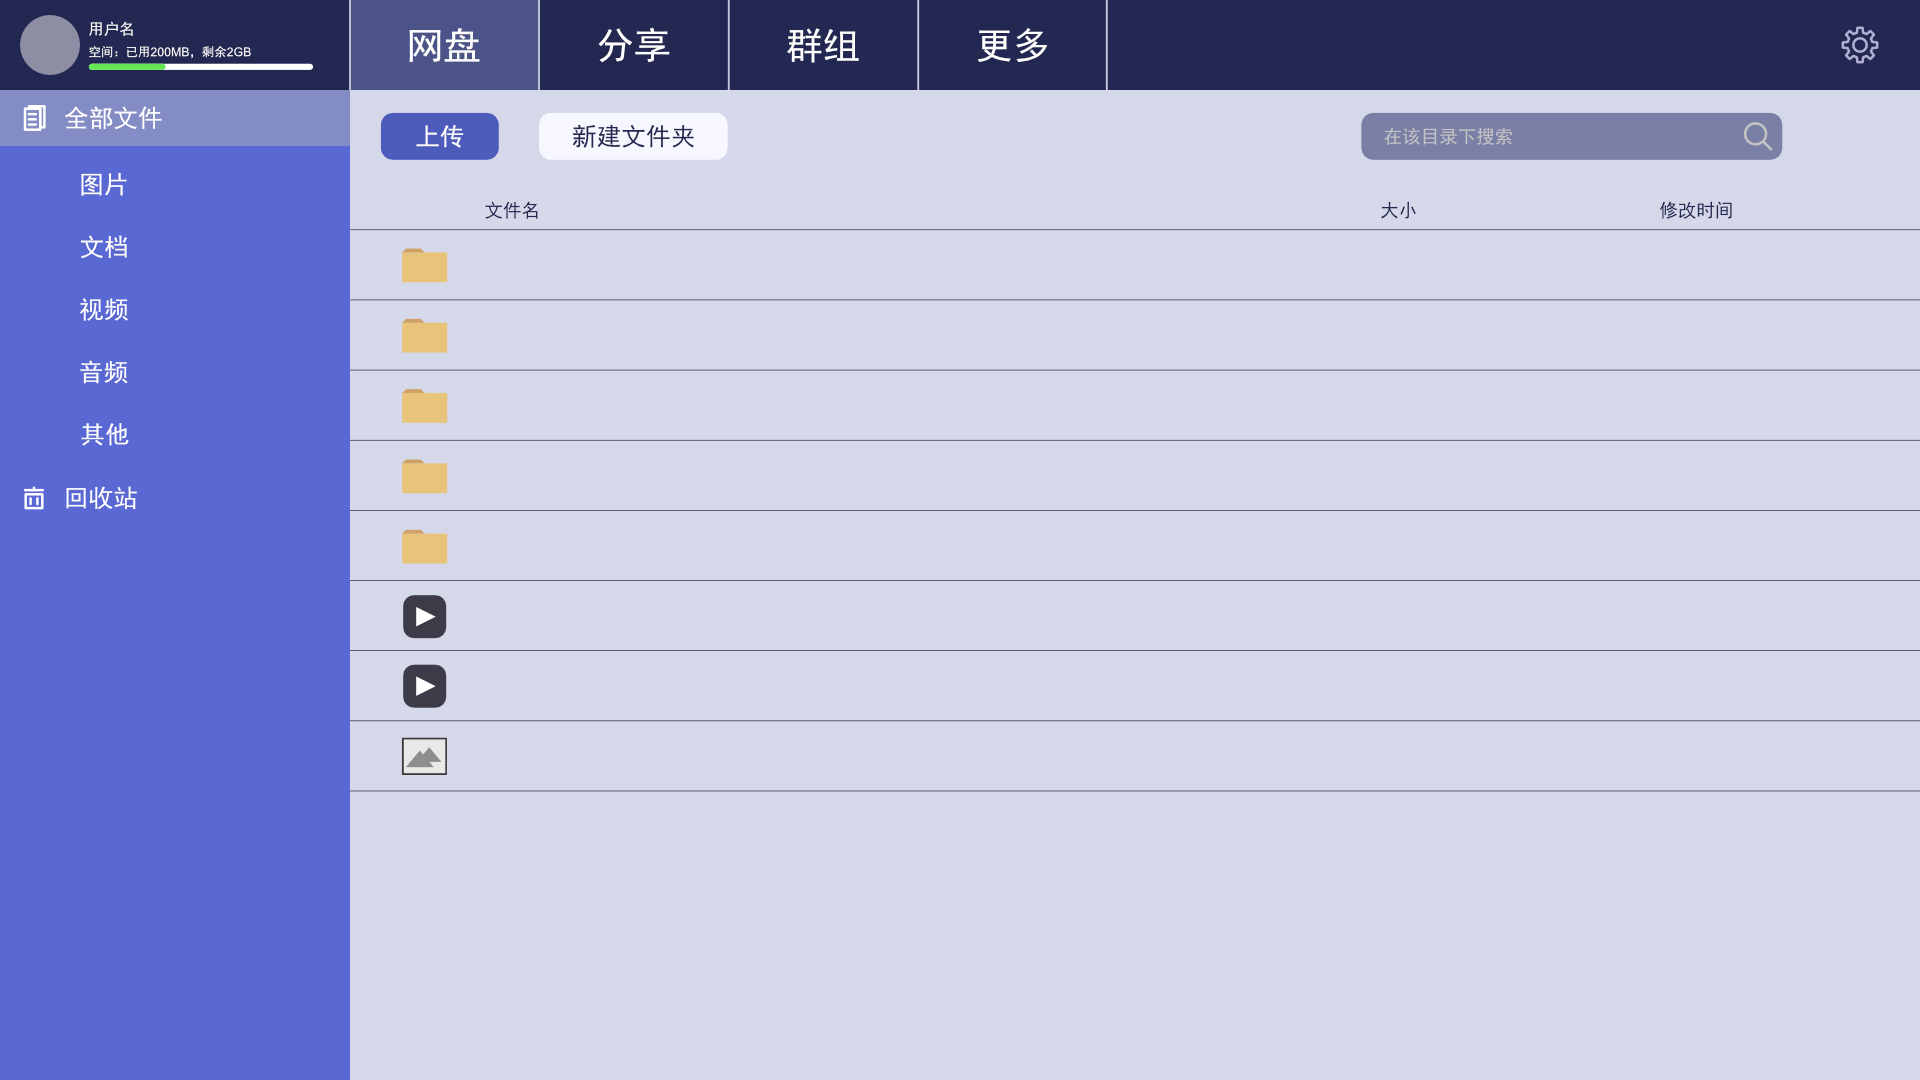 用户名
空间：已用200MB，剩余2GB
网盘
分享
群组
更多
全部文件
图片
文档
视频
音频
其他
回收站
上传
新建文件夹
在该目录下搜索
文件名
大小
修改时间